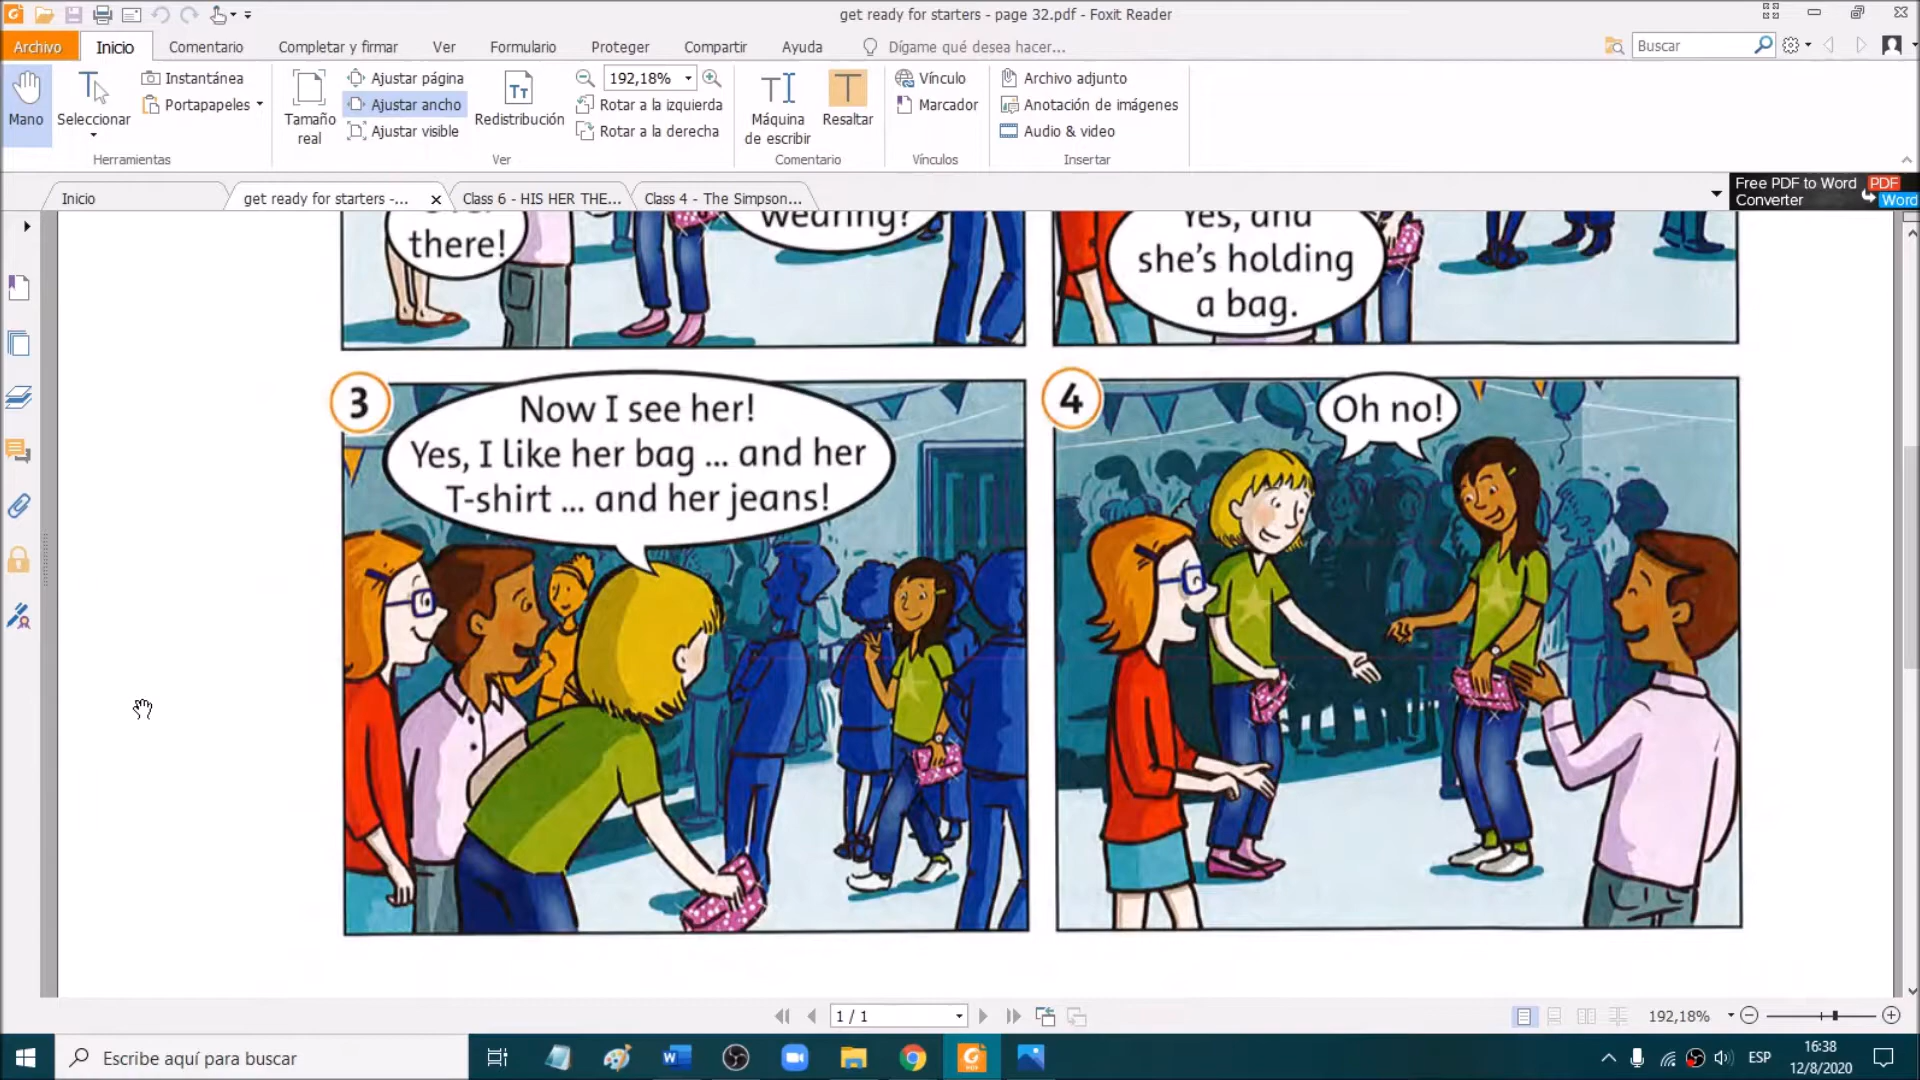 get ready for starters - page 32.pdf - Foxit Reader
Archivo
Inicio
Comentario
Completar y firmar
Ver
Formulario
Proteger
Compartir
Ayuda
Dígame qué desea hacer...
Buscar
Mano
Seleccionar
Instantánea
Portapapeles
Herramientas
Tamaño
real
Ajustar página
Ajustar ancho
Ajustar visible
Redistribución
192,18%
Rotar a la izquierda
Rotar a la derecha
Ver
Máquina
de escribir
Resaltar
Comentario
Vínculo
Marcador
Vínculos
Archivo adjunto
Anotación de imágenes
Audio & video
Insertar
Inicio
get ready for starters -...
Class 6 - HIS HER THE...
Class 4 - The Simpson...
Free PDF to Word
Converter
PDF
Word
there!
wearing?
Yes, and
she's holding
a bag.
3
Now I see her!
Yes, I like her bag ... and her
T-shirt ... and her jeans!
4
Oh no!
1 / 1
192,18%
Escribe aquí para buscar
ESP
16:38
12/8/2020